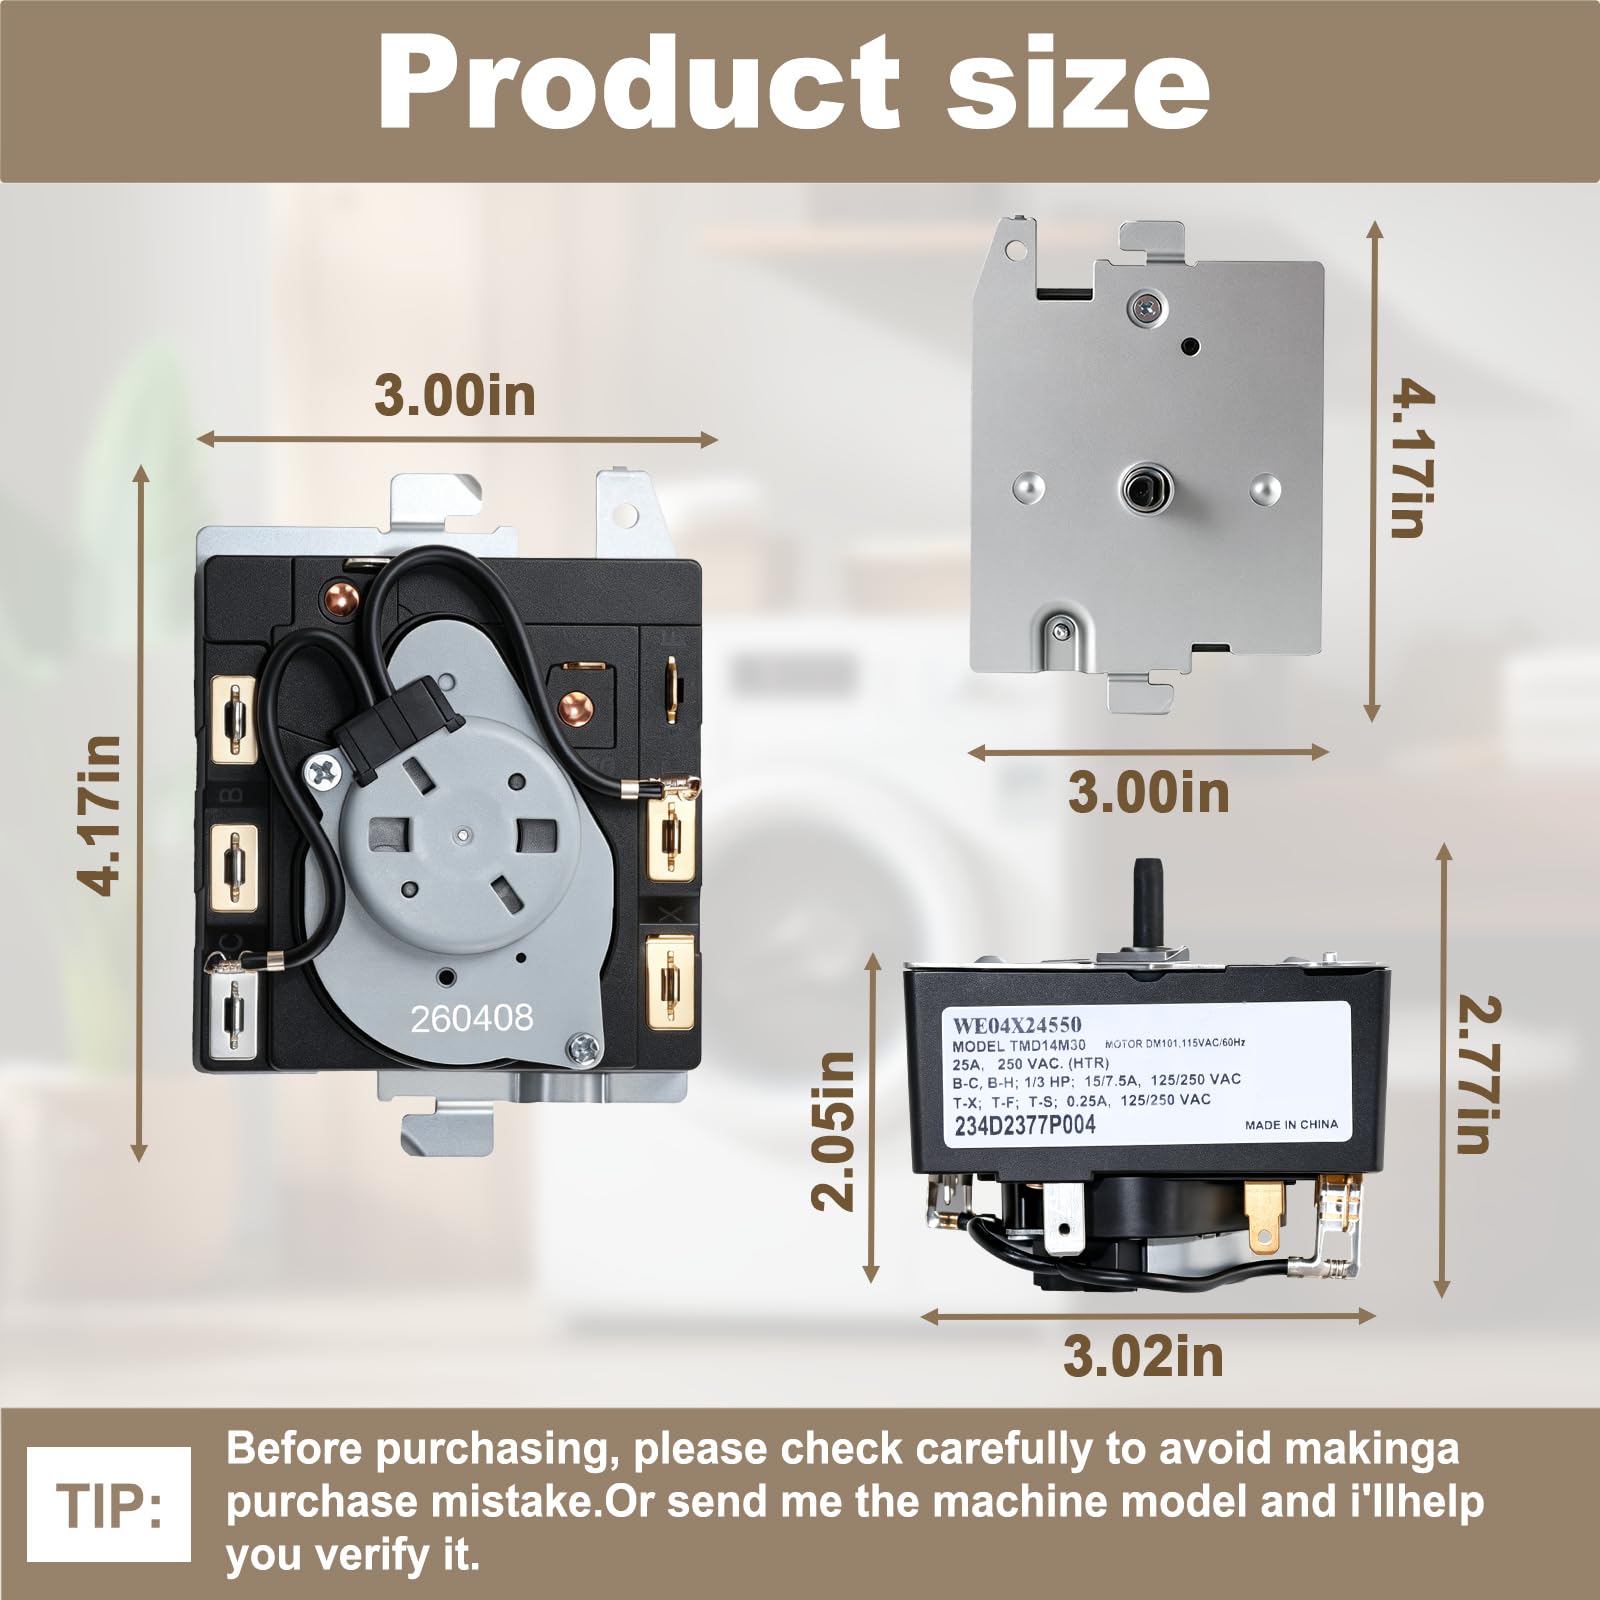 Product size
3.00in
4.17in
B
C
X
260408
4.17in
3.00in
WE04X24550
MODEL TMD14M30 MOTOR DM101,115VAC/60Hz
25A, 250 VAC. (HTR)
B-C, B-H; 1/3 HP; 15/7.5A, 125/250 VAC
T-X; T-F; T-S; 0.25A, 125/250 VAC
234D2377P004 MADE IN CHINA
2.05in
2.77in
3.02in
TIP:
Before purchasing, please check carefully to avoid makinga
purchase mistake.Or send me the machine model and i'llhelp
you verify it.